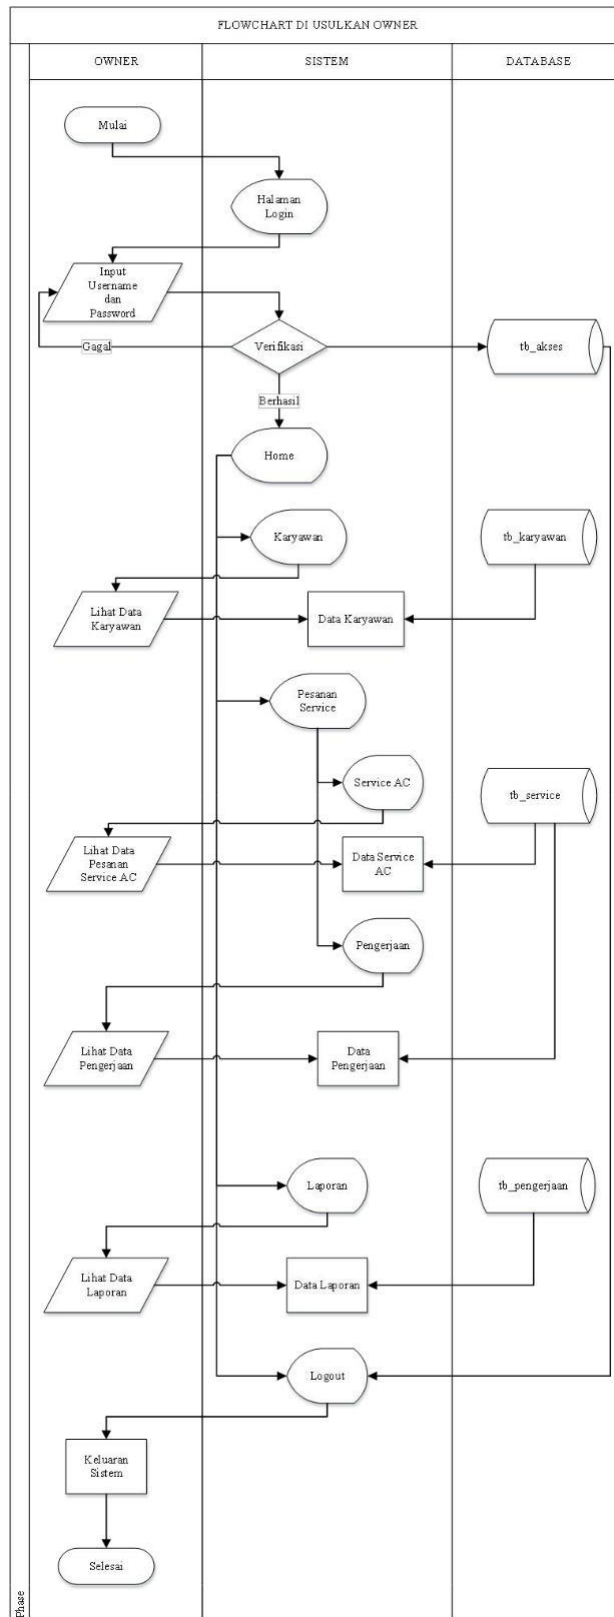 FLOWCHART DI USULKAN OWNER
OWNER
SISTEM
DATABASE
Mulai
Halaman
Login
Input
Username
dan
Password
Gagal
Verifikasi
tb_akses
Berhasil
Home
Karyawan
tb_karyawan
Lihat Data
Karyawan
Data Karyawan
Pesanan
Service
Service AC
tb_service
Lihat Data
Pesanan
Service AC
Data Service
AC
Pengerjaan
Lihat Data
Pengerjaan
Data
Pengerjaan
Laporan
tb_pengerjaan
Lihat Data
Laporan
Data Laporan
Logout
Keluaran
Sistem
Selesai
Phase